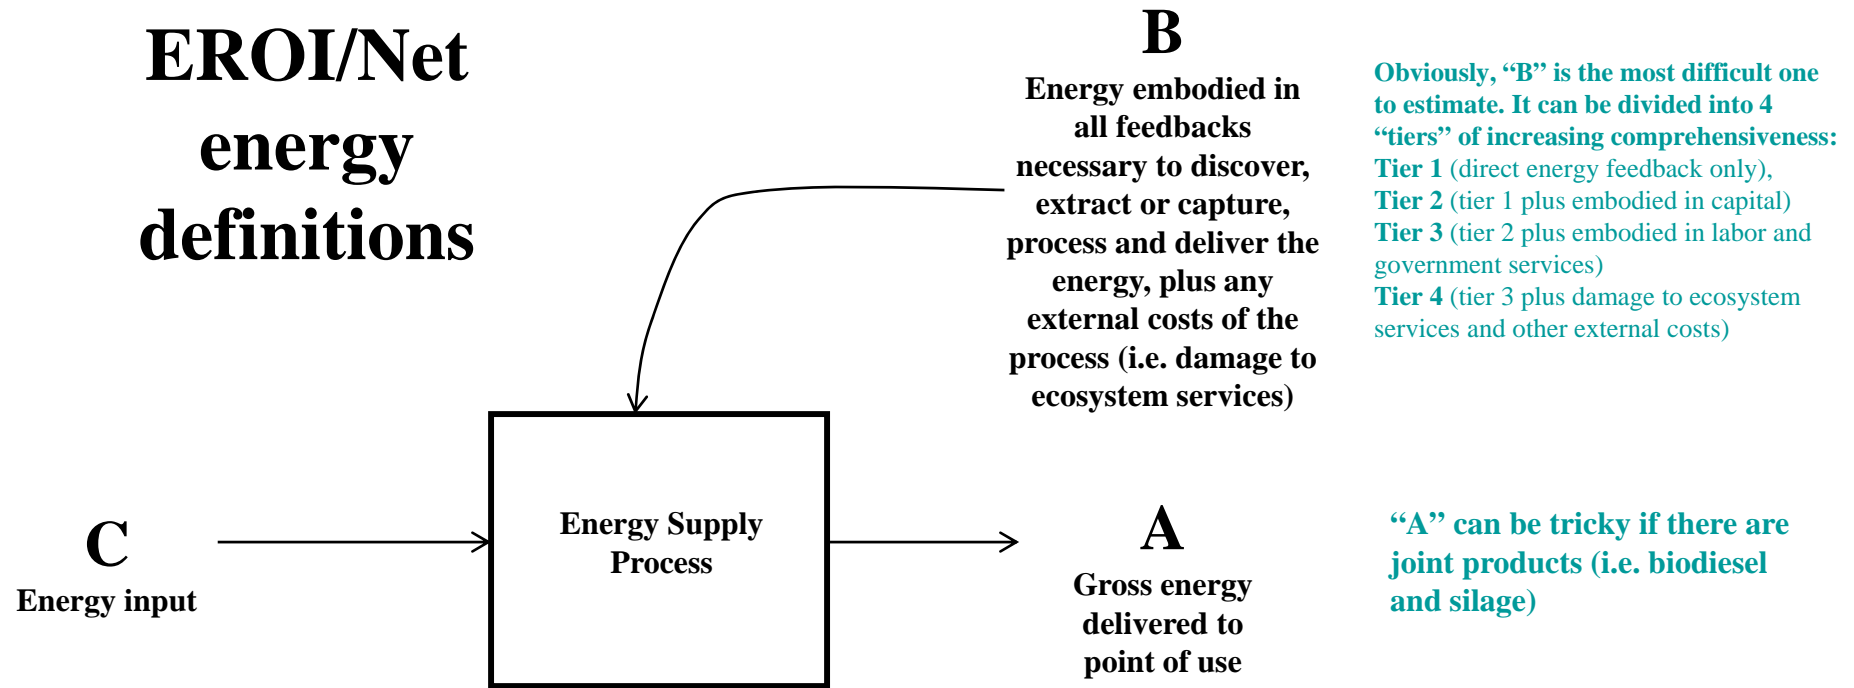 EROI/Net
energy
definitions
B
Energy embodied in
all feedbacks
necessary to discover,
extract or capture,
process and deliver the
energy, plus any
external costs of the
process (i.e. damage to
ecosystem services)
Obviously, “B” is the most difficult one
to estimate. It can be divided into 4
“tiers” of increasing comprehensiveness:
Tier 1 (direct energy feedback only),
Tier 2 (tier 1 plus embodied in capital)
Tier 3 (tier 2 plus embodied in labor and
government services)
Tier 4 (tier 3 plus damage to ecosystem
services and other external costs)
C
Energy input
Energy Supply
Process
A
Gross energy
delivered to
point of use
“A” can be tricky if there are
joint products (i.e. biodiesel
and silage)